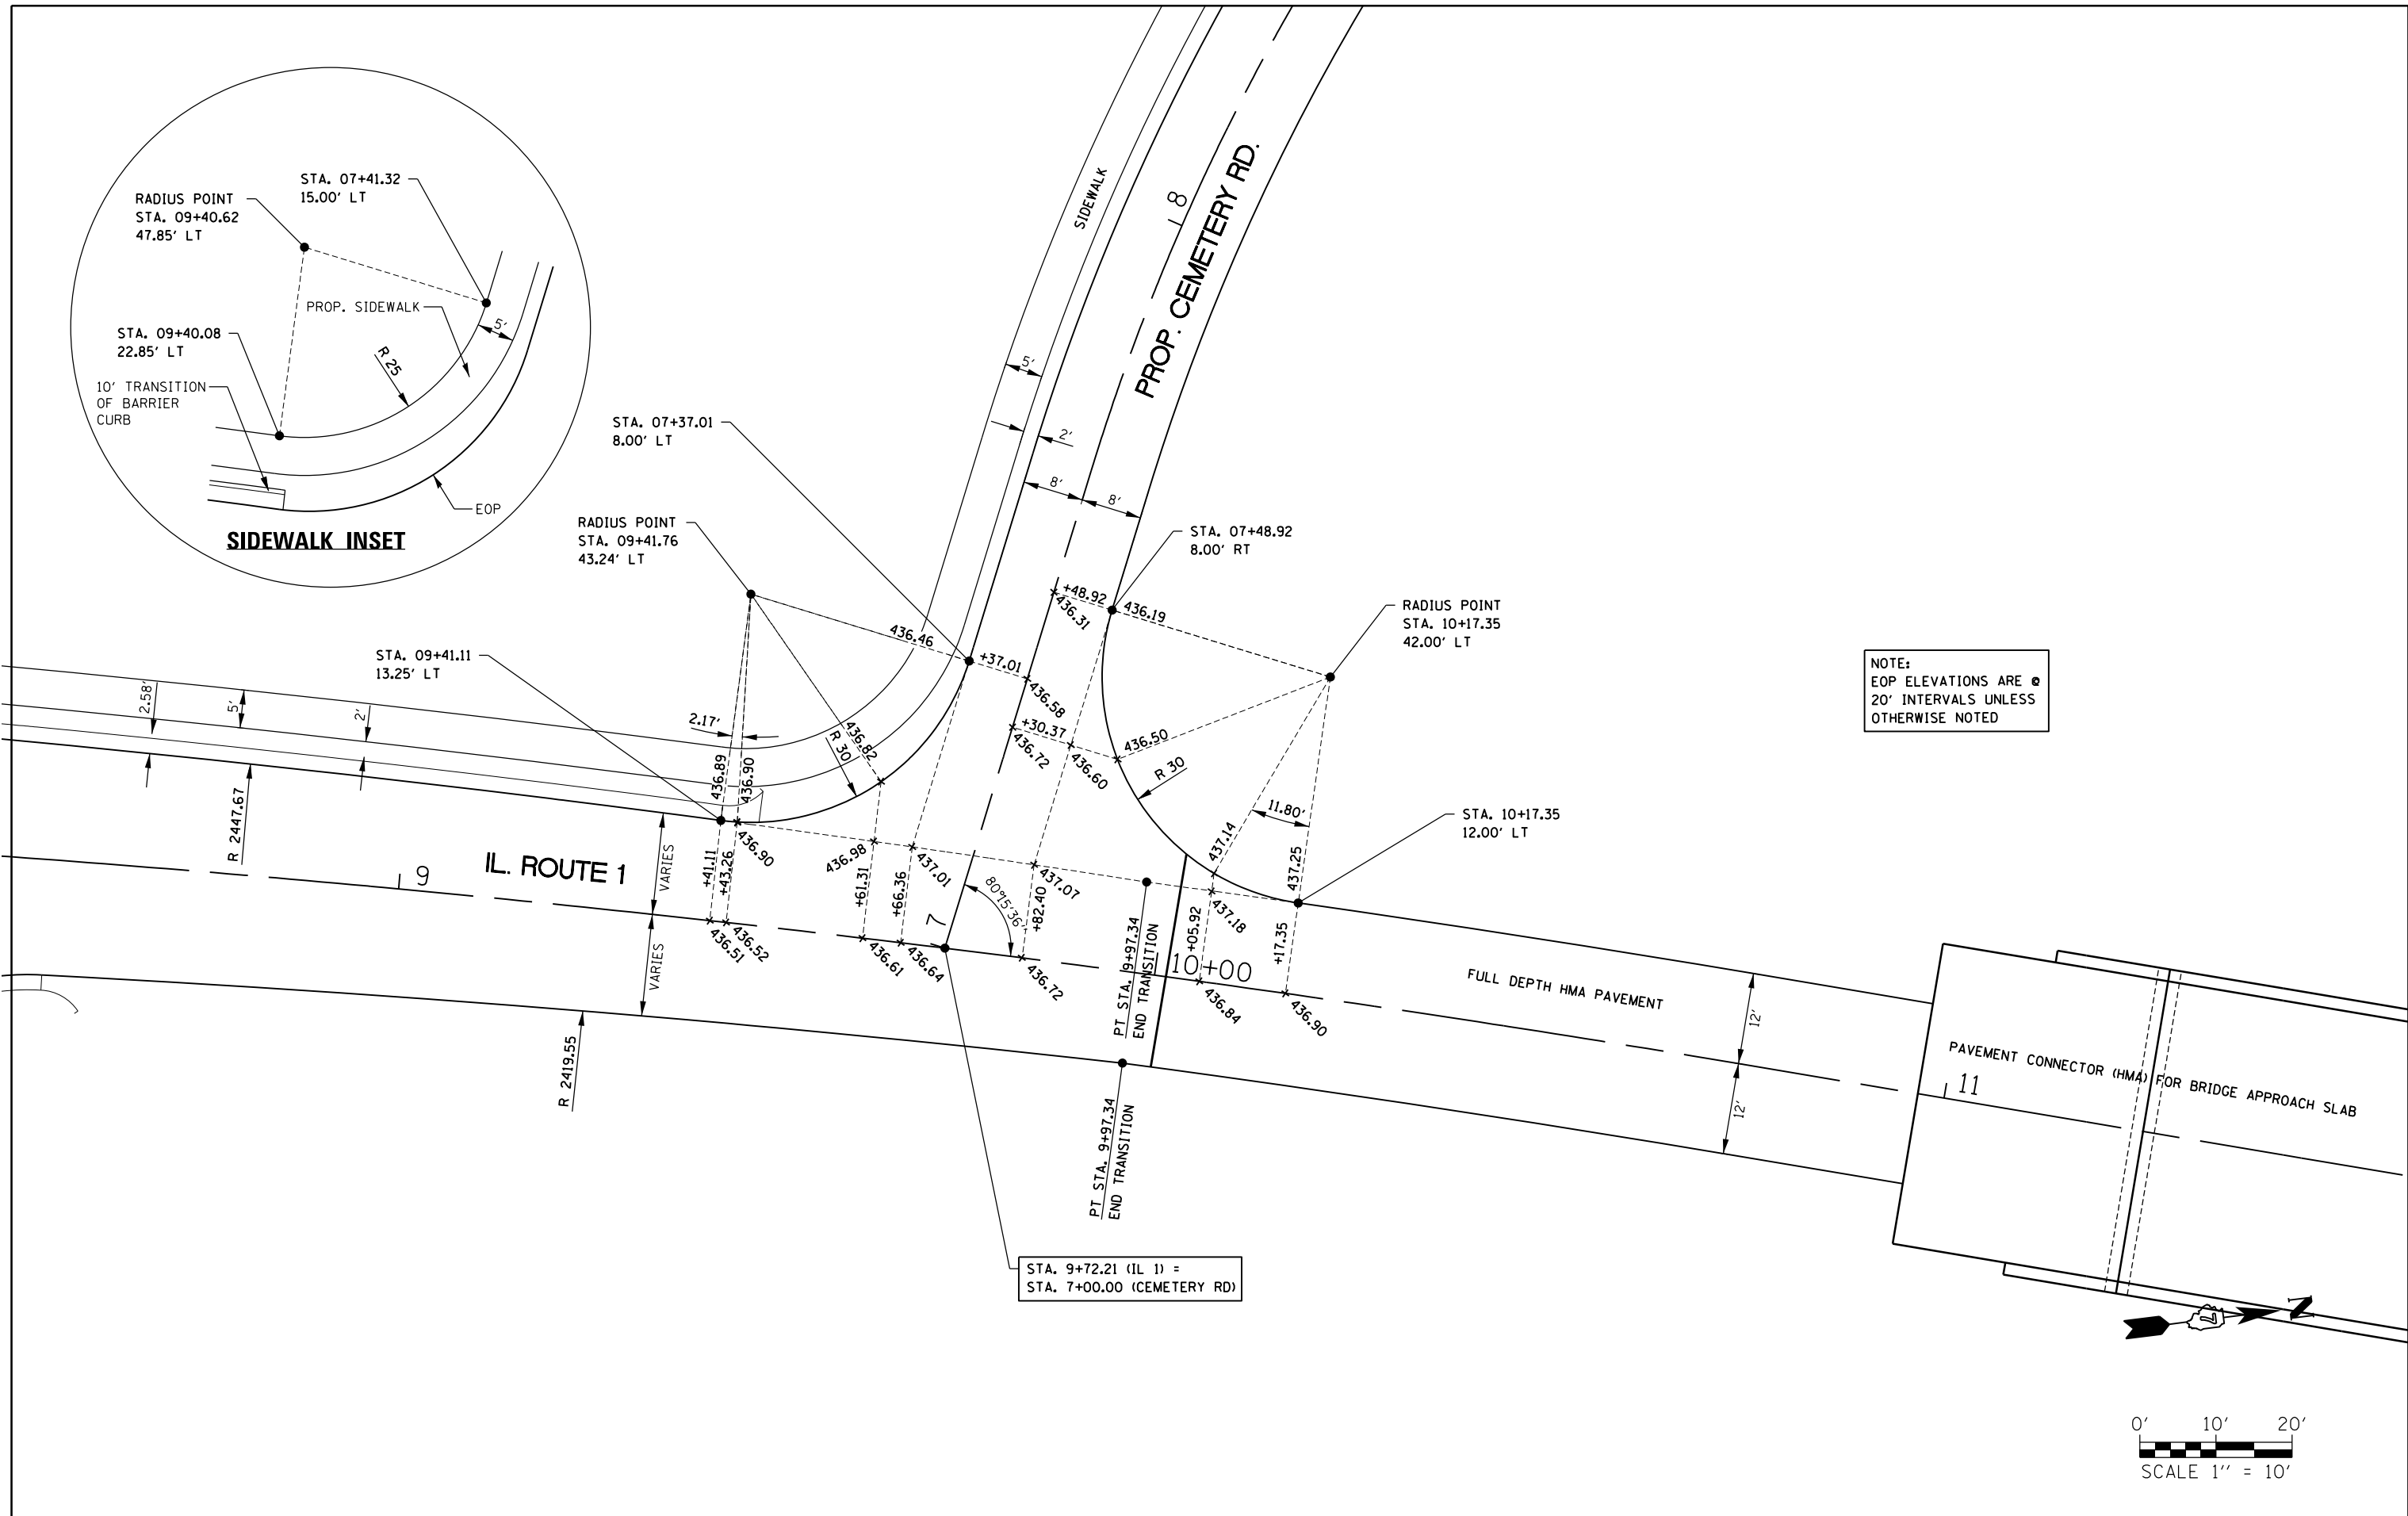 STA. 07+41.32
15.00' LT
RADIUS POINT
STA. 09+40.62
47.85' LT
PROP. SIDEWALK
5'
STA. 09+40.08
22.85' LT
R 25
10' TRANSITION
OF BARRIER
CURB
EOP
SIDEWALK INSET
SIDEWALK
8
PROP. CEMETERY RD.
5'
2'
8'
8'
STA. 07+37.01
8.00' LT
RADIUS POINT
STA. 09+41.76
43.24' LT
STA. 07+48.92
8.00' RT
+48.92
436.19
436.31
RADIUS POINT
STA. 10+17.35
42.00' LT
436.46
+37.01
436.58
STA. 09+41.11
13.25' LT
NOTE:
EOP ELEVATIONS ARE @
20' INTERVALS UNLESS
OTHERWISE NOTED
2.58'
5'
2'
2.17'
436.82
R 30
+30.37
436.72
436.60
436.50
R 30
436.89
436.90
11.80'
STA. 10+17.35
12.00' LT
R 2447.67
436.90
436.98
437.01
437.07
437.14
437.25
437.18
9
IL. ROUTE 1
VARIES
VARIES
+41.11
+43.26
+61.31
+66.36
80°15'36"
+82.40
7
436.51
436.52
436.61
436.64
436.72
PT STA. 9+97.34
END TRANSITION
+05.92
+17.35
10+00
436.84
436.90
FULL DEPTH HMA PAVEMENT
12'
12'
PAVEMENT CONNECTOR (HMA) FOR BRIDGE APPROACH SLAB
11
R 2419.55
PT STA. 9+97.34
END TRANSITION
STA. 9+72.21 (IL 1) =
STA. 7+00.00 (CEMETERY RD)
N
0' 10' 20'
SCALE 1'' = 10'